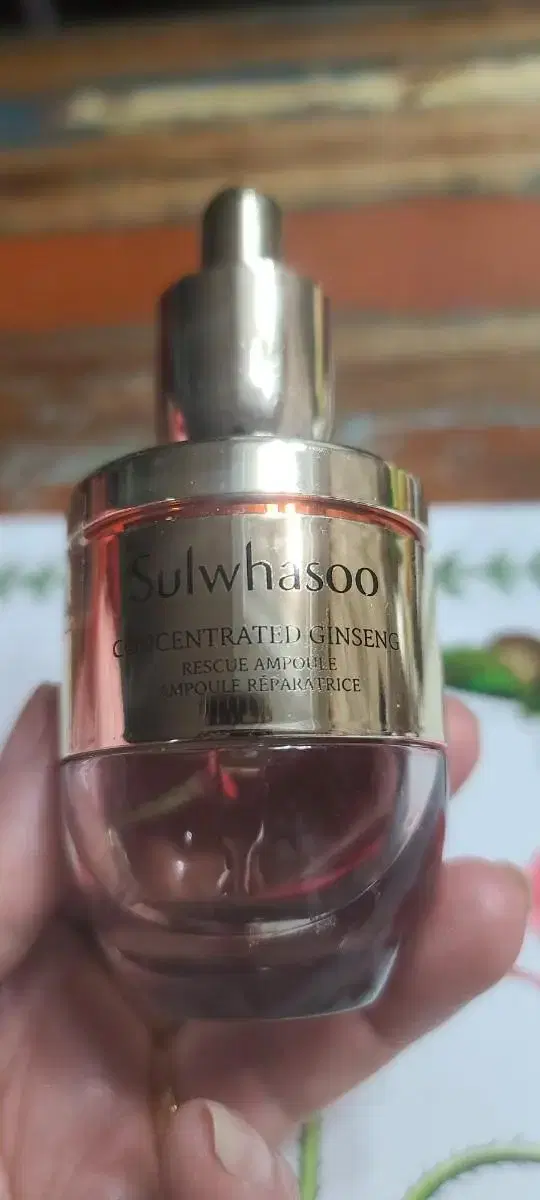 Sulwhasoo
CONCENTRATED GINSENG
RESCUE AMPOULE
AMPOULE RÉPARATRICE